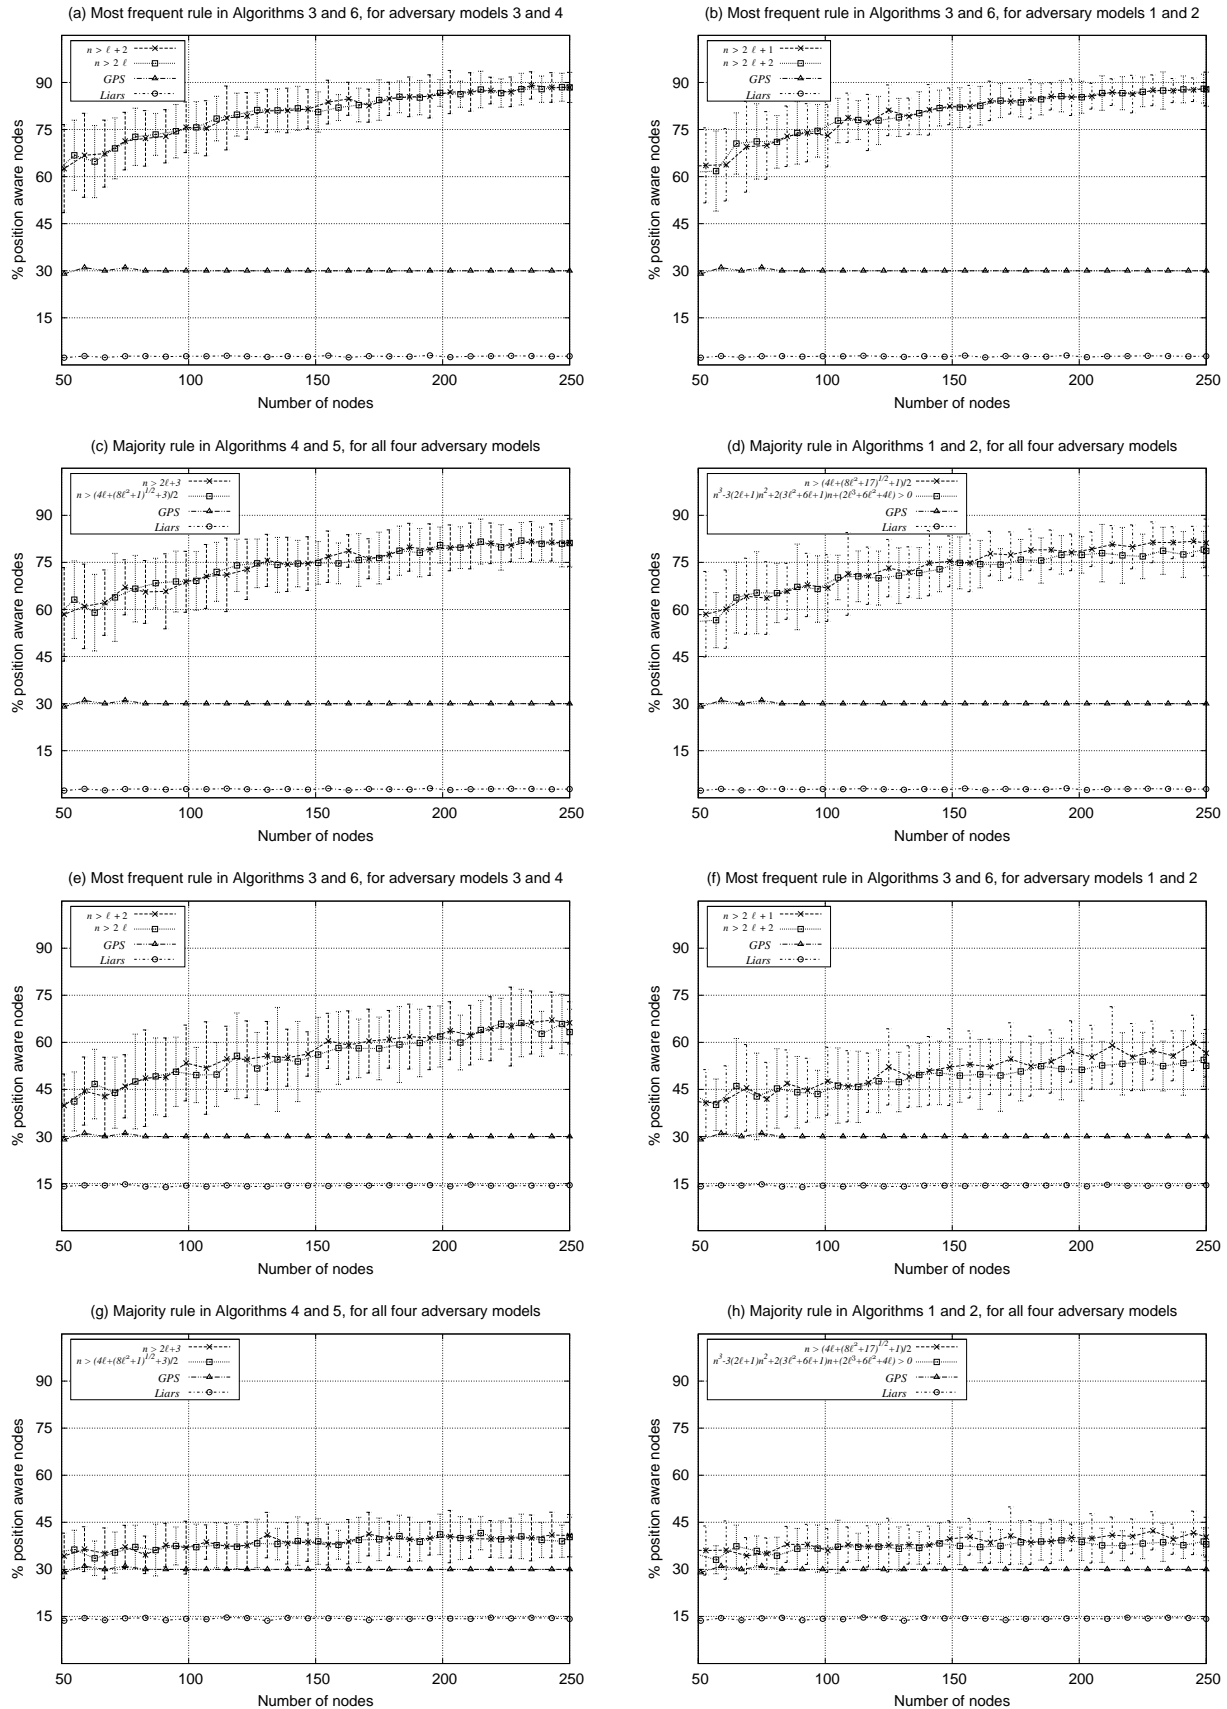 (a) Most frequent rule in Algorithms 3 and 6, for adversary models 3 and 4
% position aware nodes
90
75
60
45
30
15
n > ℓ + 2
n > 2 ℓ
GPS
Liars
50 100 150 200 250
Number of nodes
(b) Most frequent rule in Algorithms 3 and 6, for adversary models 1 and 2
% position aware nodes
90
75
60
45
30
15
n > 2 ℓ + 1
n > 2 ℓ + 2
GPS
Liars
50 100 150 200 250
Number of nodes
(c) Majority rule in Algorithms 4 and 5, for all four adversary models
% position aware nodes
90
75
60
45
30
15
n > 2ℓ+3
n > (4ℓ+(8ℓ²+1)^1/2+3)/2
GPS
Liars
50 100 150 200 250
Number of nodes
(d) Majority rule in Algorithms 1 and 2, for all four adversary models
% position aware nodes
90
75
60
45
30
15
n > (4ℓ+(8ℓ²+17)^1/2+1)/2
n³-3(2ℓ+1)n²+2(3ℓ²+6ℓ+1)n+(2ℓ³+6ℓ²+4ℓ) > 0
GPS
Liars
50 100 150 200 250
Number of nodes
(e) Most frequent rule in Algorithms 3 and 6, for adversary models 3 and 4
% position aware nodes
90
75
60
45
30
15
n > ℓ + 2
n > 2 ℓ
GPS
Liars
50 100 150 200 250
Number of nodes
(f) Most frequent rule in Algorithms 3 and 6, for adversary models 1 and 2
% position aware nodes
90
75
60
45
30
15
n > 2 ℓ + 1
n > 2 ℓ + 2
GPS
Liars
50 100 150 200 250
Number of nodes
(g) Majority rule in Algorithms 4 and 5, for all four adversary models
% position aware nodes
90
75
60
45
30
15
n > 2ℓ+3
n > (4ℓ+(8ℓ²+1)^1/2+3)/2
GPS
Liars
50 100 150 200 250
Number of nodes
(h) Majority rule in Algorithms 1 and 2, for all four adversary models
% position aware nodes
90
75
60
45
30
15
n > (4ℓ+(8ℓ²+17)^1/2+1)/2
n³-3(2ℓ+1)n²+2(3ℓ²+6ℓ+1)n+(2ℓ³+6ℓ²+4ℓ) > 0
GPS
Liars
50 100 150 200 250
Number of nodes